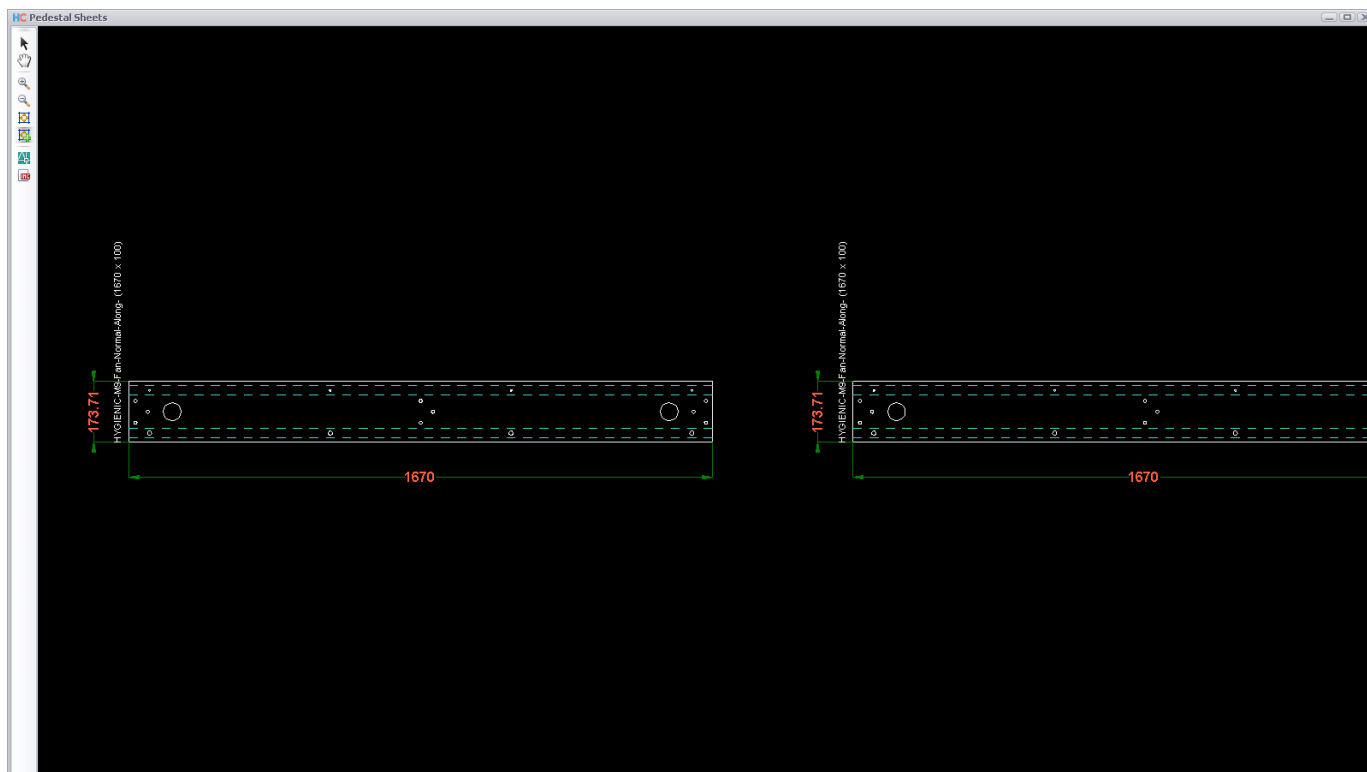 HC Pedestal Sheets
HYGIENIC-M9-Fan-Normal-Along- (1670 x 100)
173.71
1670
HYGIENIC-M9-Fan-Normal-Along- (1670 x 100)
173.71
1670